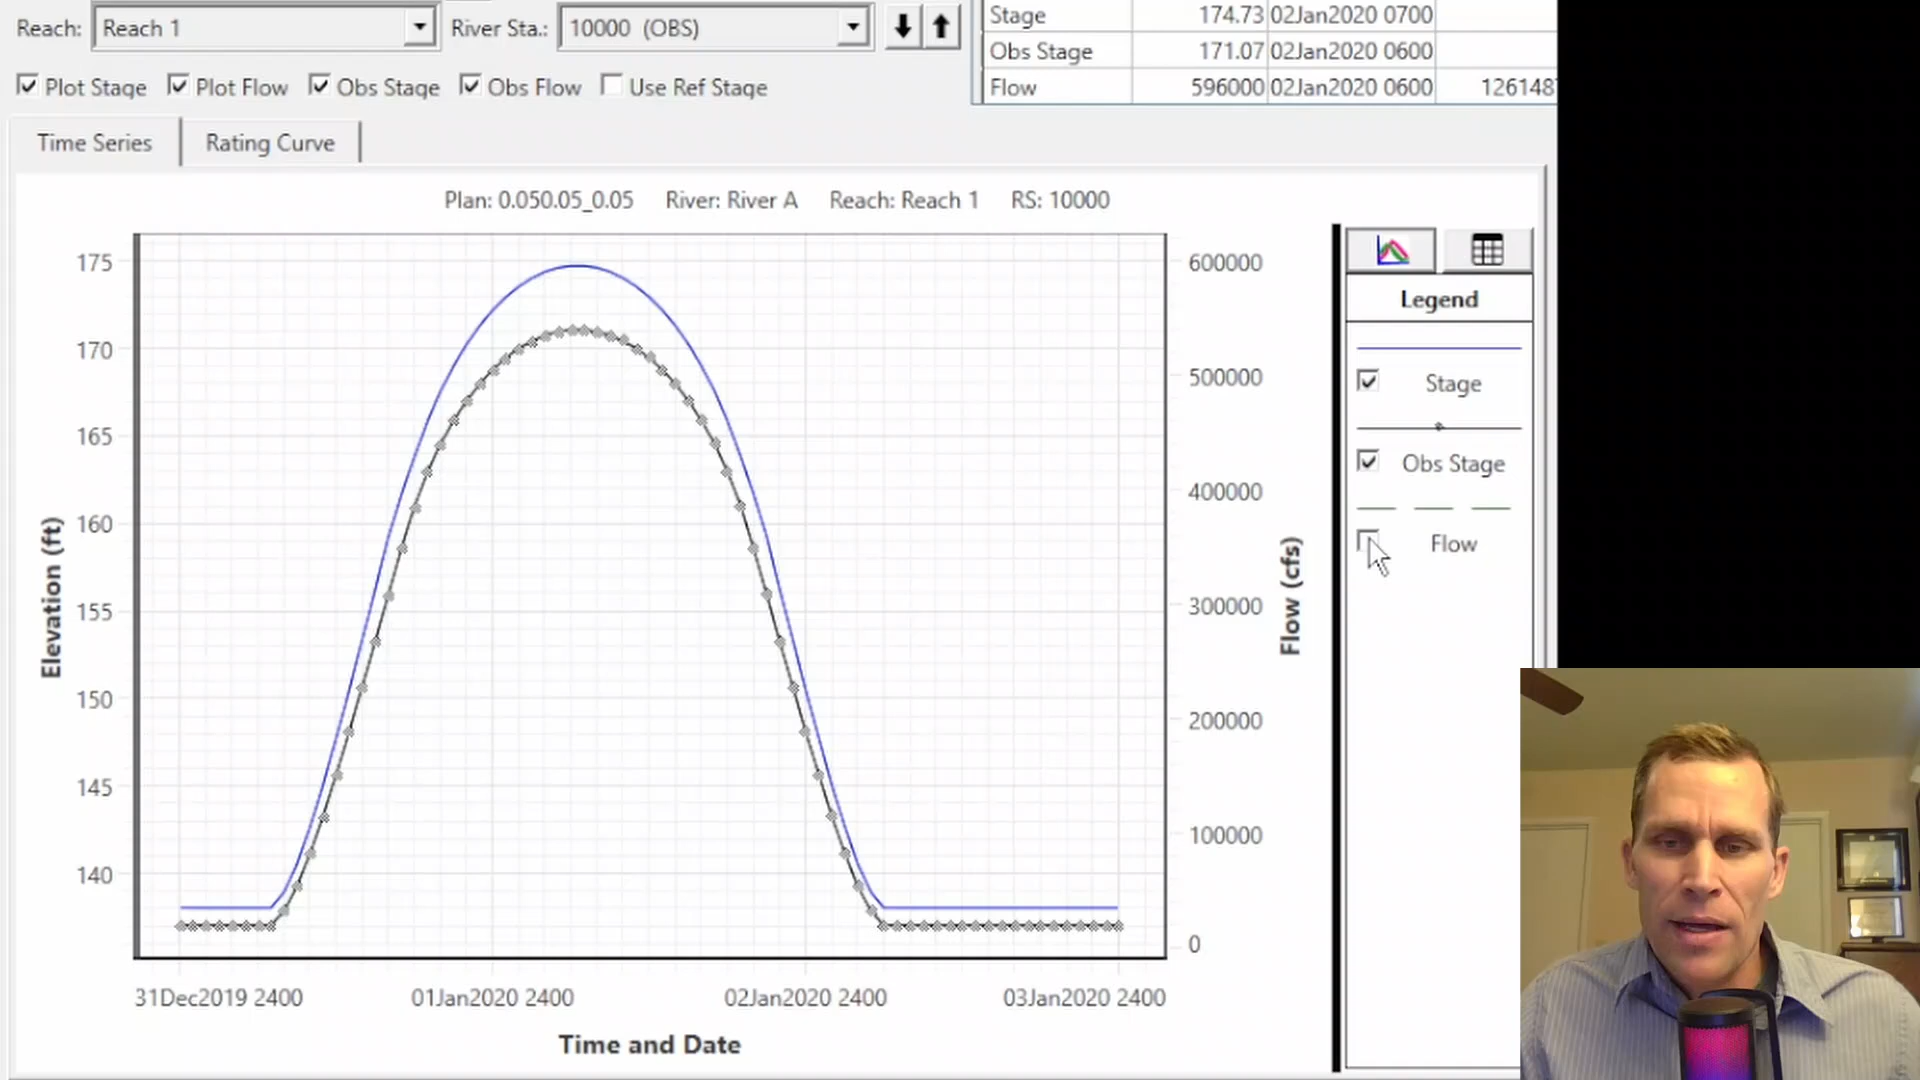 Reach: Reach 1 River Sta.: 10000 (OBS)
Plot Stage Plot Flow Obs Stage Obs Flow Use Ref Stage
Stage 174.73 02Jan2020 0700
Obs Stage 171.07 02Jan2020 0600
Flow 596000 02Jan2020 0600 126148
Time Series Rating Curve
Plan: 0.050.05_0.05 River: River A Reach: Reach 1 RS: 10000
175
170
165
160
155
150
145
140
Elevation (ft)
600000
500000
400000
300000
200000
100000
0
Flow (cfs)
31Dec2019 2400 01Jan2020 2400 02Jan2020 2400 03Jan2020 2400
Time and Date
Legend
Stage
Obs Stage
Flow